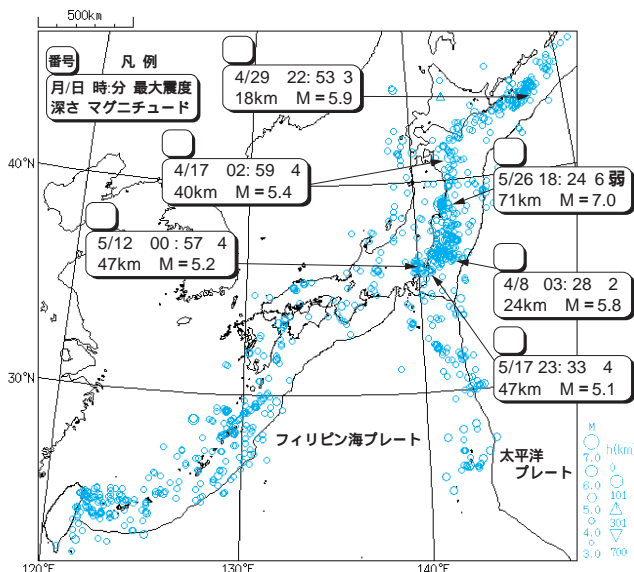 500km
番号 凡 例
月/日 時:分 最大震度
深さ マグニチュード
4/29 22:53 3
18km M=5.9
4/17 02:59 4
40km M=5.4
5/26 18:24 6弱
71km M=7.0
5/12 00:57 4
47km M=5.2
4/8 03:28 2
24km M=5.8
5/17 23:33 4
47km M=5.1
40°N
30°N
フィリピン海プレート
太平洋
プレート
M
7.0
6.0
5.0
4.0
3.0
h(km)
0
101
301
700
120°E
130°E
140°E